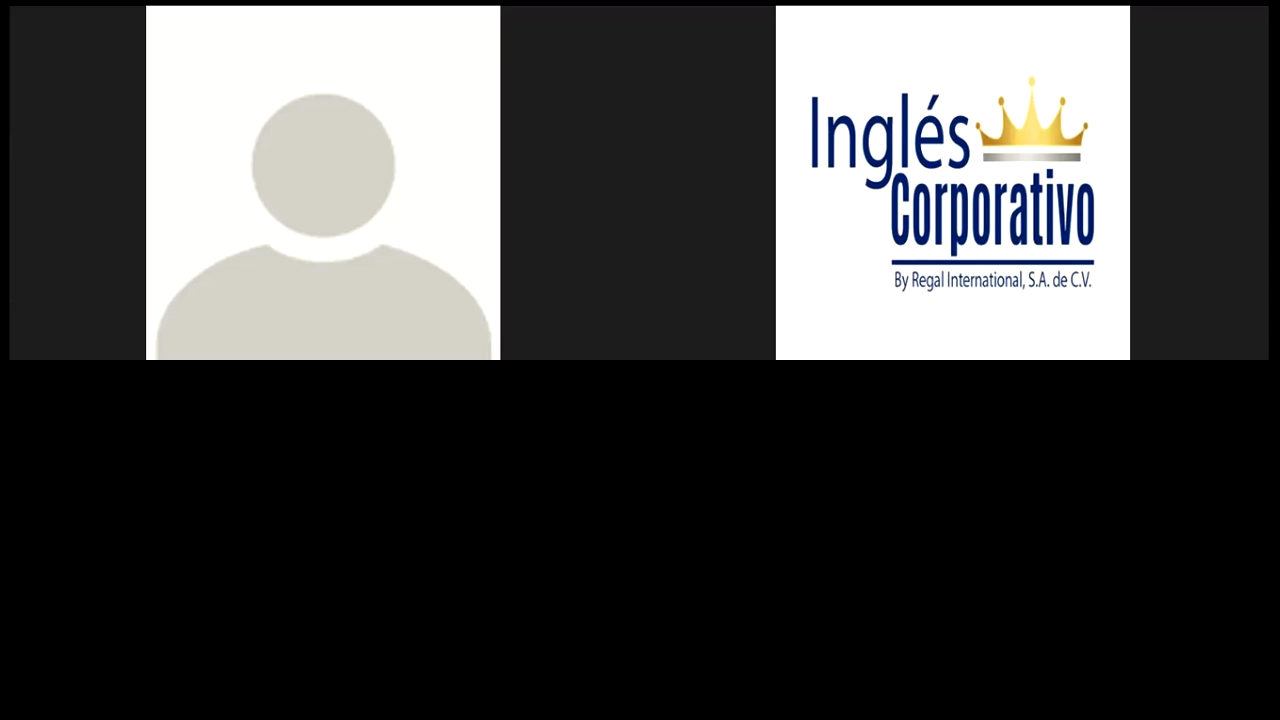 Inglés
Corporativo
By Regal International, S.A. de C.V.